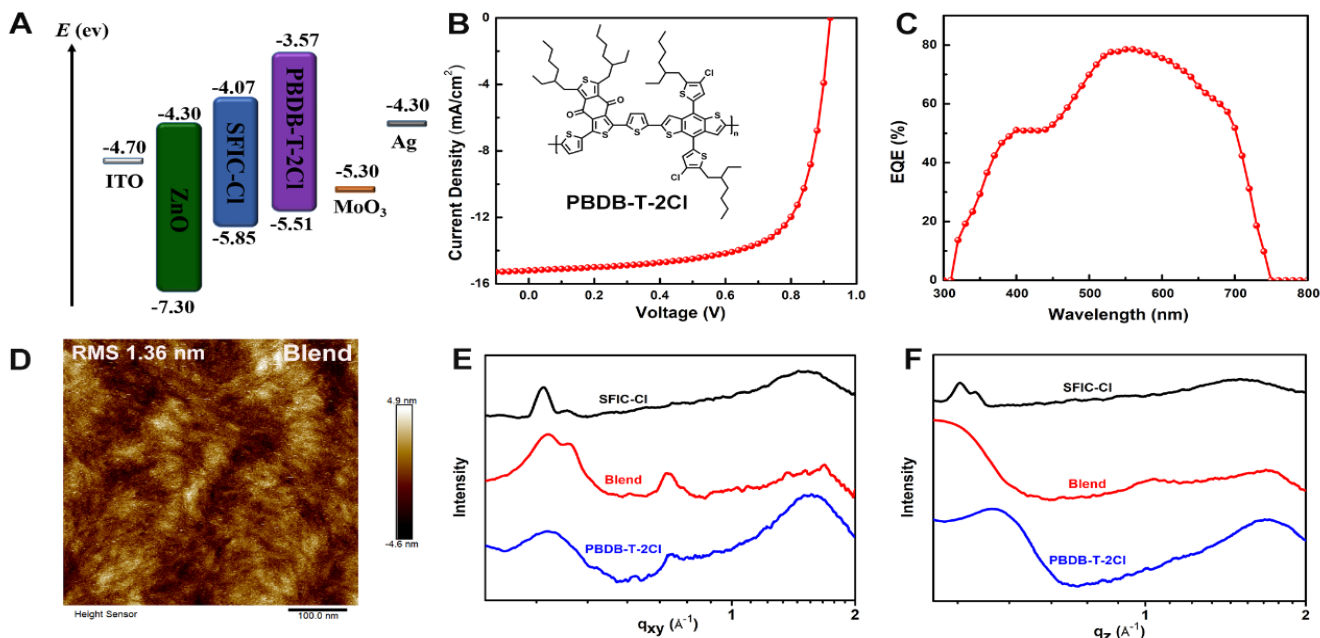 A
E (ev)
-3.57
-4.07
-4.30
-4.30
-4.70
ITO
ZnO
SFIC-Cl
PBDB-T-2Cl
Ag
-5.30
MoO3
-5.51
-5.85
-7.30
B
Current Density (mA/cm2)
0
-4
-8
-12
-16
0.0 0.2 0.4 0.6 0.8 1.0
Voltage (V)
S
O
O
S
S
S
S
Cl
S
S
S
Cl
n
PBDB-T-2Cl
C
EQE (%)
80
60
40
20
0
300 400 500 600 700 800
Wavelength (nm)
D
RMS 1.36 nm Blend
4.9 nm
-4.6 nm
Height Sensor
100.0 nm
E
SFIC-Cl
Blend
PBDB-T-2Cl
Intensity
1 2
qxy (Å-1)
F
SFIC-Cl
Blend
PBDB-T-2Cl
Intensity
1 2
qz (Å-1)